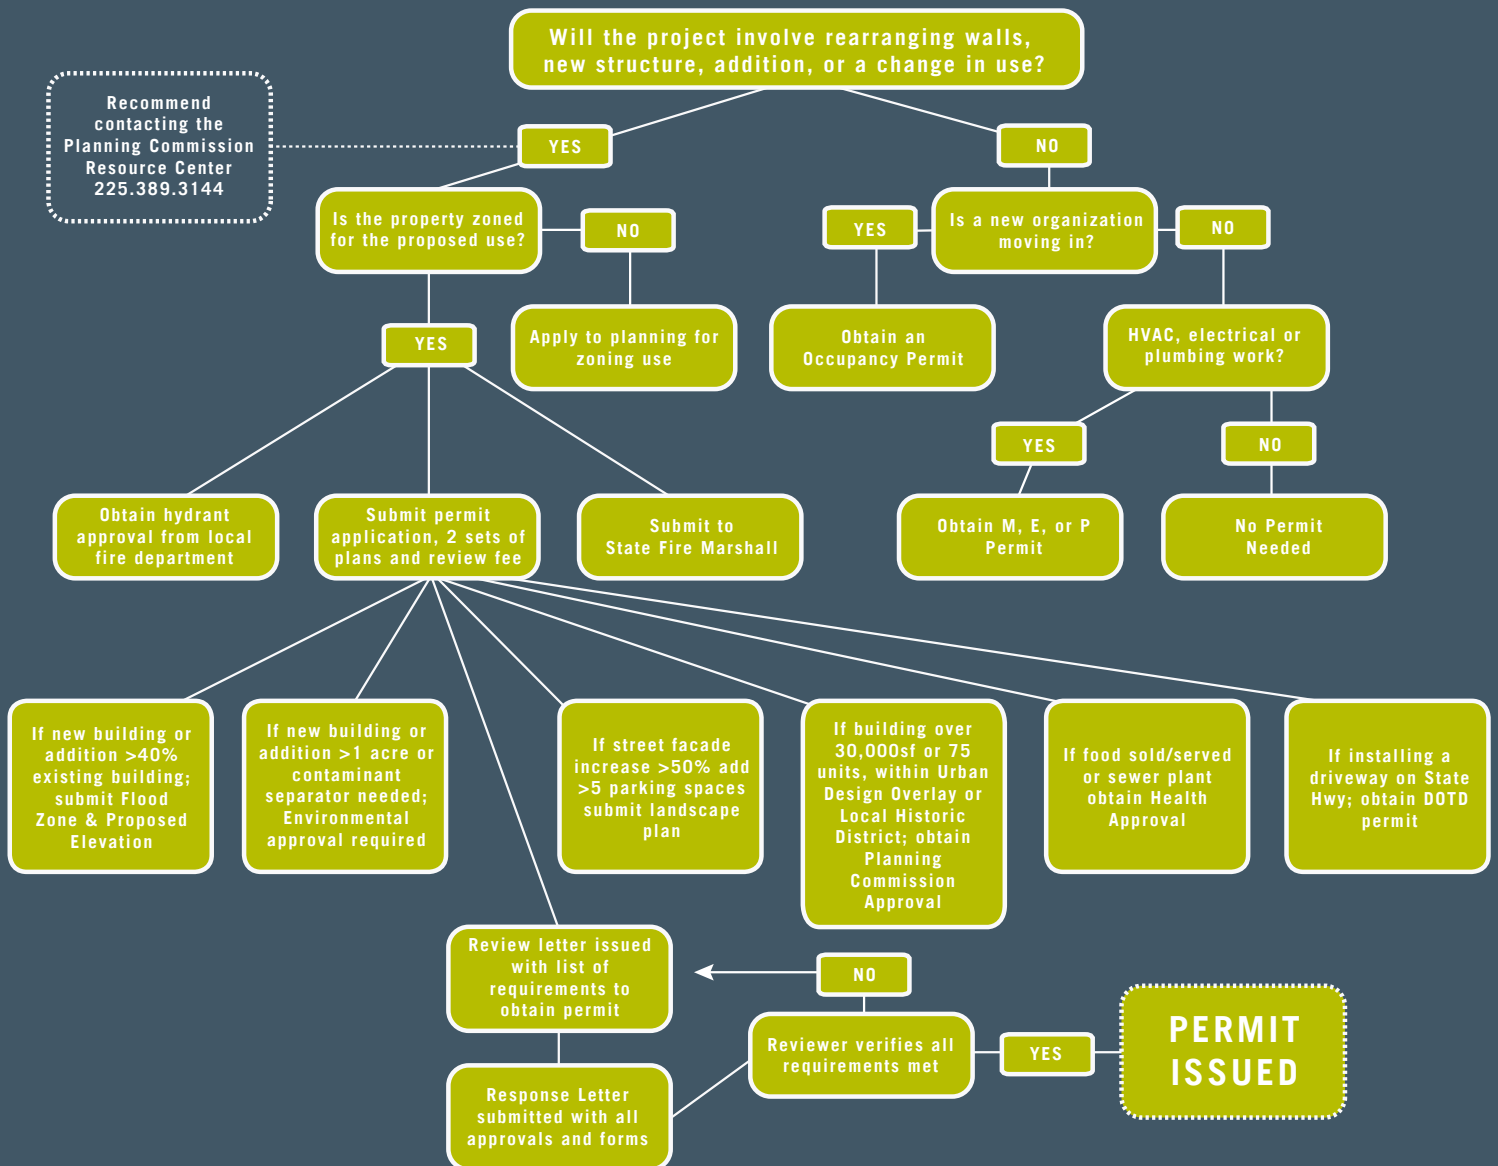 Will the project involve rearranging walls,
new structure, addition, or a change in use?
Recommend
contacting the
Planning Commission
Resource Center
225.389.3144
YES
NO
Is the property zoned
for the proposed use?
NO
YES
Is a new organization
moving in?
NO
YES
Apply to planning for
zoning use
Obtain an
Occupancy Permit
HVAC, electrical or
plumbing work?
YES
NO
Obtain hydrant
approval from local
fire department
Submit permit
application, 2 sets of
plans and review fee
Submit to
State Fire Marshall
Obtain M, E, or P
Permit
No Permit
Needed
If new building or
addition >40%
existing building;
submit Flood
Zone & Proposed
Elevation
If new building or
addition >1 acre or
contaminant
separator needed;
Environmental
approval required
If street facade
increase >50% add
>5 parking spaces
submit landscape
plan
If building over
30,000sf or 75
units, within Urban
Design Overlay or
Local Historic
District; obtain
Planning
Commission
Approval
If food sold/served
or sewer plant
obtain Health
Approval
If installing a
driveway on State
Hwy; obtain DOTD
permit
Review letter issued
with list of
requirements to
obtain permit
NO
Reviewer verifies all
requirements met
YES
PERMIT
ISSUED
Response Letter
submitted with all
approvals and forms